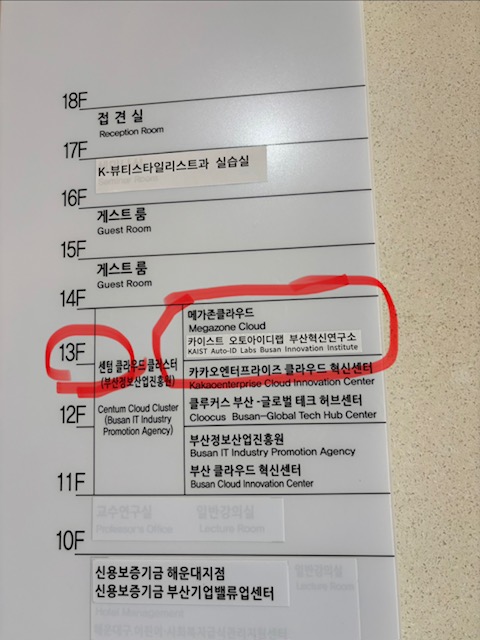 18F
접견실
Reception Room
17F
K-뷰티스타일리스트과 실습실
16F
게스트 룸
Guest Room
15F
게스트 룸
Guest Room
14F
메가존클라우드
Megazone Cloud
카이스트 오토아이디랩 부산혁신연구소
KAIST Auto-ID Labs Busan Innovation Institute
13F
센텀 클라우드 클러스터
(부산정보산업진흥원)
Centum Cloud Cluster
(Busan IT Industry
Promotion Agency)
카카오엔터프라이즈 클라우드 혁신센터
Kakaoenterprise Cloud Innovation Center
12F
클루커스 부산 -글로벌 테크 허브센터
Cloocus Busan-Global Tech Hub Center
부산정보산업진흥원
Busan IT Industry Promotion Agency
11F
부산 클라우드 혁신센터
Busan Cloud Innovation Center
교수연구실 일반강의실
Professor's Office Lecture Room
10F
신용보증기금 해운대지점
신용보증기금 부산기업밸류업센터
일반강의실
Lecture Room
Hotel Management